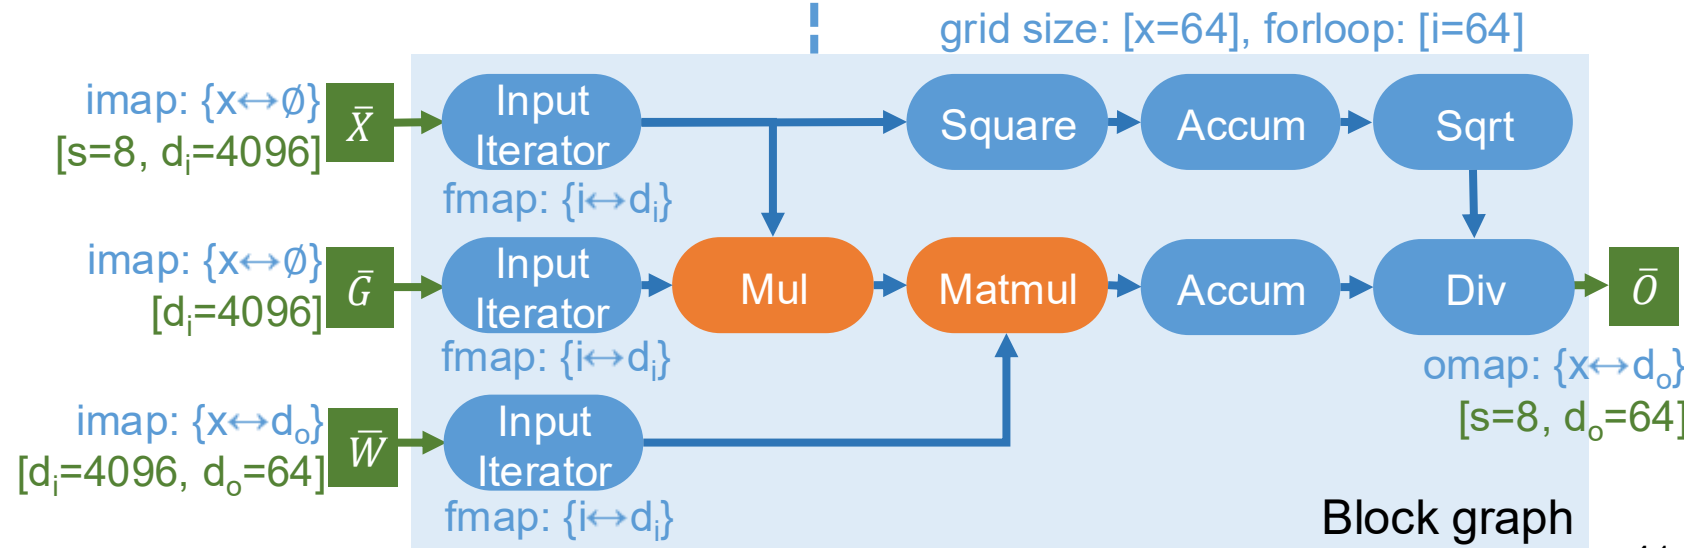 grid size: [x=64], forloop: [i=64]
imap: {x↔∅}
[s=8, dᵢ=4096]
X̄
Input
Iterator
fmap: {i↔dᵢ}
Square
Accum
Sqrt
imap: {x↔∅}
[dᵢ=4096]
Ḡ
Input
Iterator
fmap: {i↔dᵢ}
Mul
Matmul
Accum
Div
Ō
omap: {x↔dₒ}
[s=8, dₒ=64]
imap: {x↔dₒ}
[dᵢ=4096, dₒ=64]
W̄
Input
Iterator
fmap: {i↔dᵢ}
Block graph